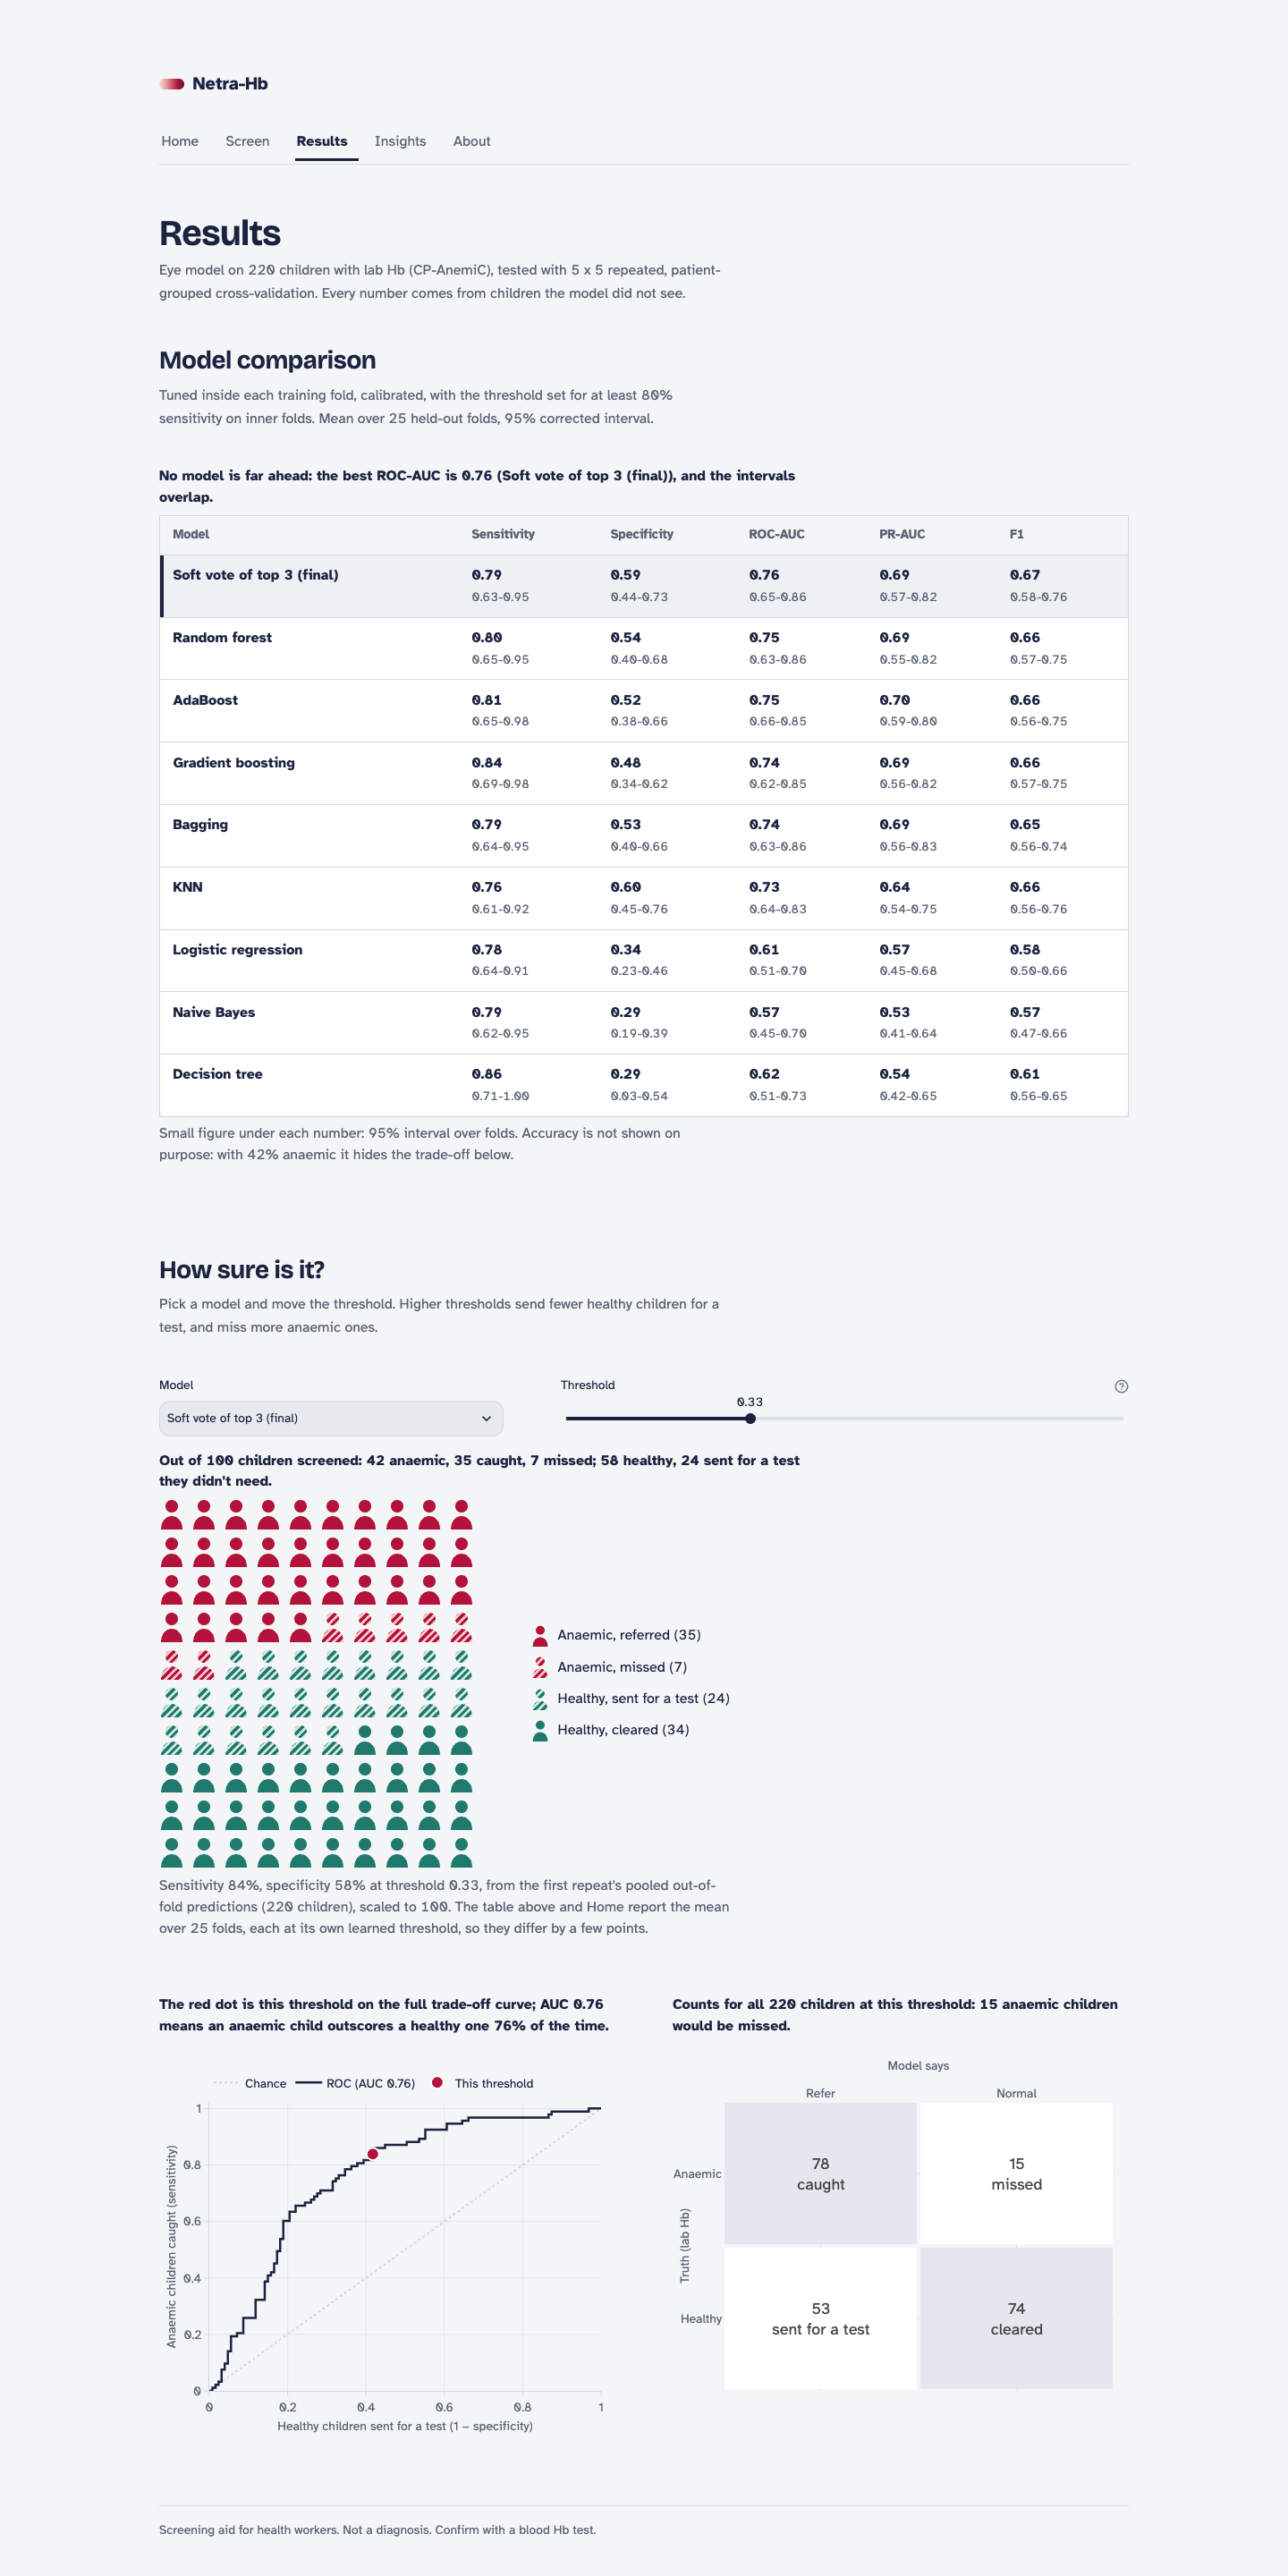 Netra-Hb
Home Screen Results Insights About
Results
Eye model on 220 children with lab Hb (CP-AnemiC), tested with 5 x 5 repeated, patient-
grouped cross-validation. Every number comes from children the model did not see.
Model comparison
Tuned inside each training fold, calibrated, with the threshold set for at least 80%
sensitivity on inner folds. Mean over 25 held-out folds, 95% corrected interval.
No model is far ahead: the best ROC-AUC is 0.76 (Soft vote of top 3 (final)), and the intervals
overlap.
Model Sensitivity Specificity ROC-AUC PR-AUC F1
Soft vote of top 3 (final) 0.79 0.59 0.76 0.69 0.67
0.63-0.95 0.44-0.73 0.65-0.86 0.57-0.82 0.58-0.76
Random forest 0.80 0.54 0.75 0.69 0.66
0.65-0.95 0.40-0.68 0.63-0.86 0.55-0.82 0.57-0.75
AdaBoost 0.81 0.52 0.75 0.70 0.66
0.65-0.98 0.38-0.66 0.66-0.85 0.59-0.80 0.56-0.75
Gradient boosting 0.84 0.48 0.74 0.69 0.66
0.69-0.98 0.34-0.62 0.62-0.85 0.56-0.82 0.57-0.75
Bagging 0.79 0.53 0.74 0.69 0.65
0.64-0.95 0.40-0.66 0.63-0.86 0.56-0.83 0.56-0.74
KNN 0.76 0.60 0.73 0.64 0.66
0.61-0.92 0.45-0.76 0.64-0.83 0.54-0.75 0.56-0.76
Logistic regression 0.78 0.34 0.61 0.57 0.58
0.64-0.91 0.23-0.46 0.51-0.70 0.45-0.68 0.50-0.66
Naive Bayes 0.79 0.29 0.57 0.53 0.57
0.62-0.95 0.19-0.39 0.45-0.70 0.41-0.64 0.47-0.66
Decision tree 0.86 0.29 0.62 0.54 0.61
0.71-1.00 0.03-0.54 0.51-0.73 0.42-0.65 0.56-0.65
Small figure under each number: 95% interval over folds. Accuracy is not shown on
purpose: with 42% anaemic it hides the trade-off below.
How sure is it?
Pick a model and move the threshold. Higher thresholds send fewer healthy children for a
test, and miss more anaemic ones.
Model Threshold ?
0.33
Soft vote of top 3 (final)
Out of 100 children screened: 42 anaemic, 35 caught, 7 missed; 58 healthy, 24 sent for a test
they didn't need.
Anaemic, referred (35)
Anaemic, missed (7)
Healthy, sent for a test (24)
Healthy, cleared (34)
Sensitivity 84%, specificity 58% at threshold 0.33, from the first repeat's pooled out-of-
fold predictions (220 children), scaled to 100. The table above and Home report the mean
over 25 folds, each at its own learned threshold, so they differ by a few points.
The red dot is this threshold on the full trade-off curve; AUC 0.76
means an anaemic child outscores a healthy one 76% of the time.
Chance ROC (AUC 0.76) This threshold
Anaemic children caught (sensitivity)
1
0.8
0.6
0.4
0.2
0
0 0.2 0.4 0.6 0.8 1
Healthy children sent for a test (1 – specificity)
Counts for all 220 children at this threshold: 15 anaemic children
would be missed.
Model says
Refer Normal
Truth (lab Hb)
Anaemic
78
caught
15
missed
Healthy
53
sent for a test
74
cleared
Screening aid for health workers. Not a diagnosis. Confirm with a blood Hb test.